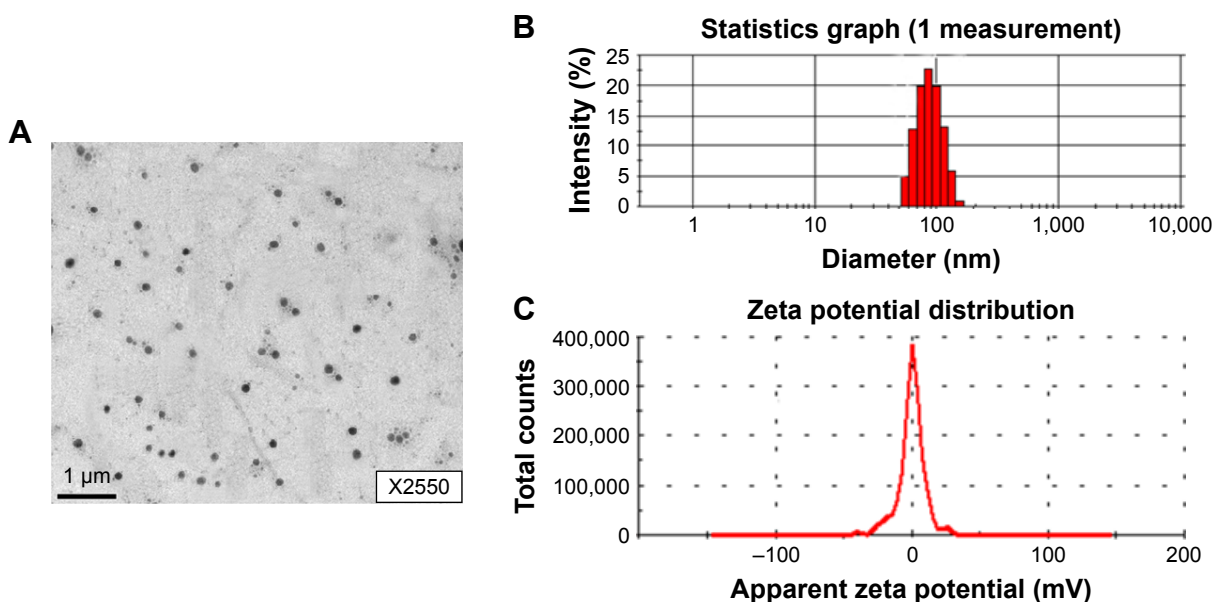 A
1 µm
X2550
B
Statistics graph (1 measurement)
Intensity (%)
25
20
15
10
5
0
1
10
100
1,000
10,000
Diameter (nm)
C
Zeta potential distribution
Total counts
400,000
300,000
200,000
100,000
0
–100
0
100
200
Apparent zeta potential (mV)